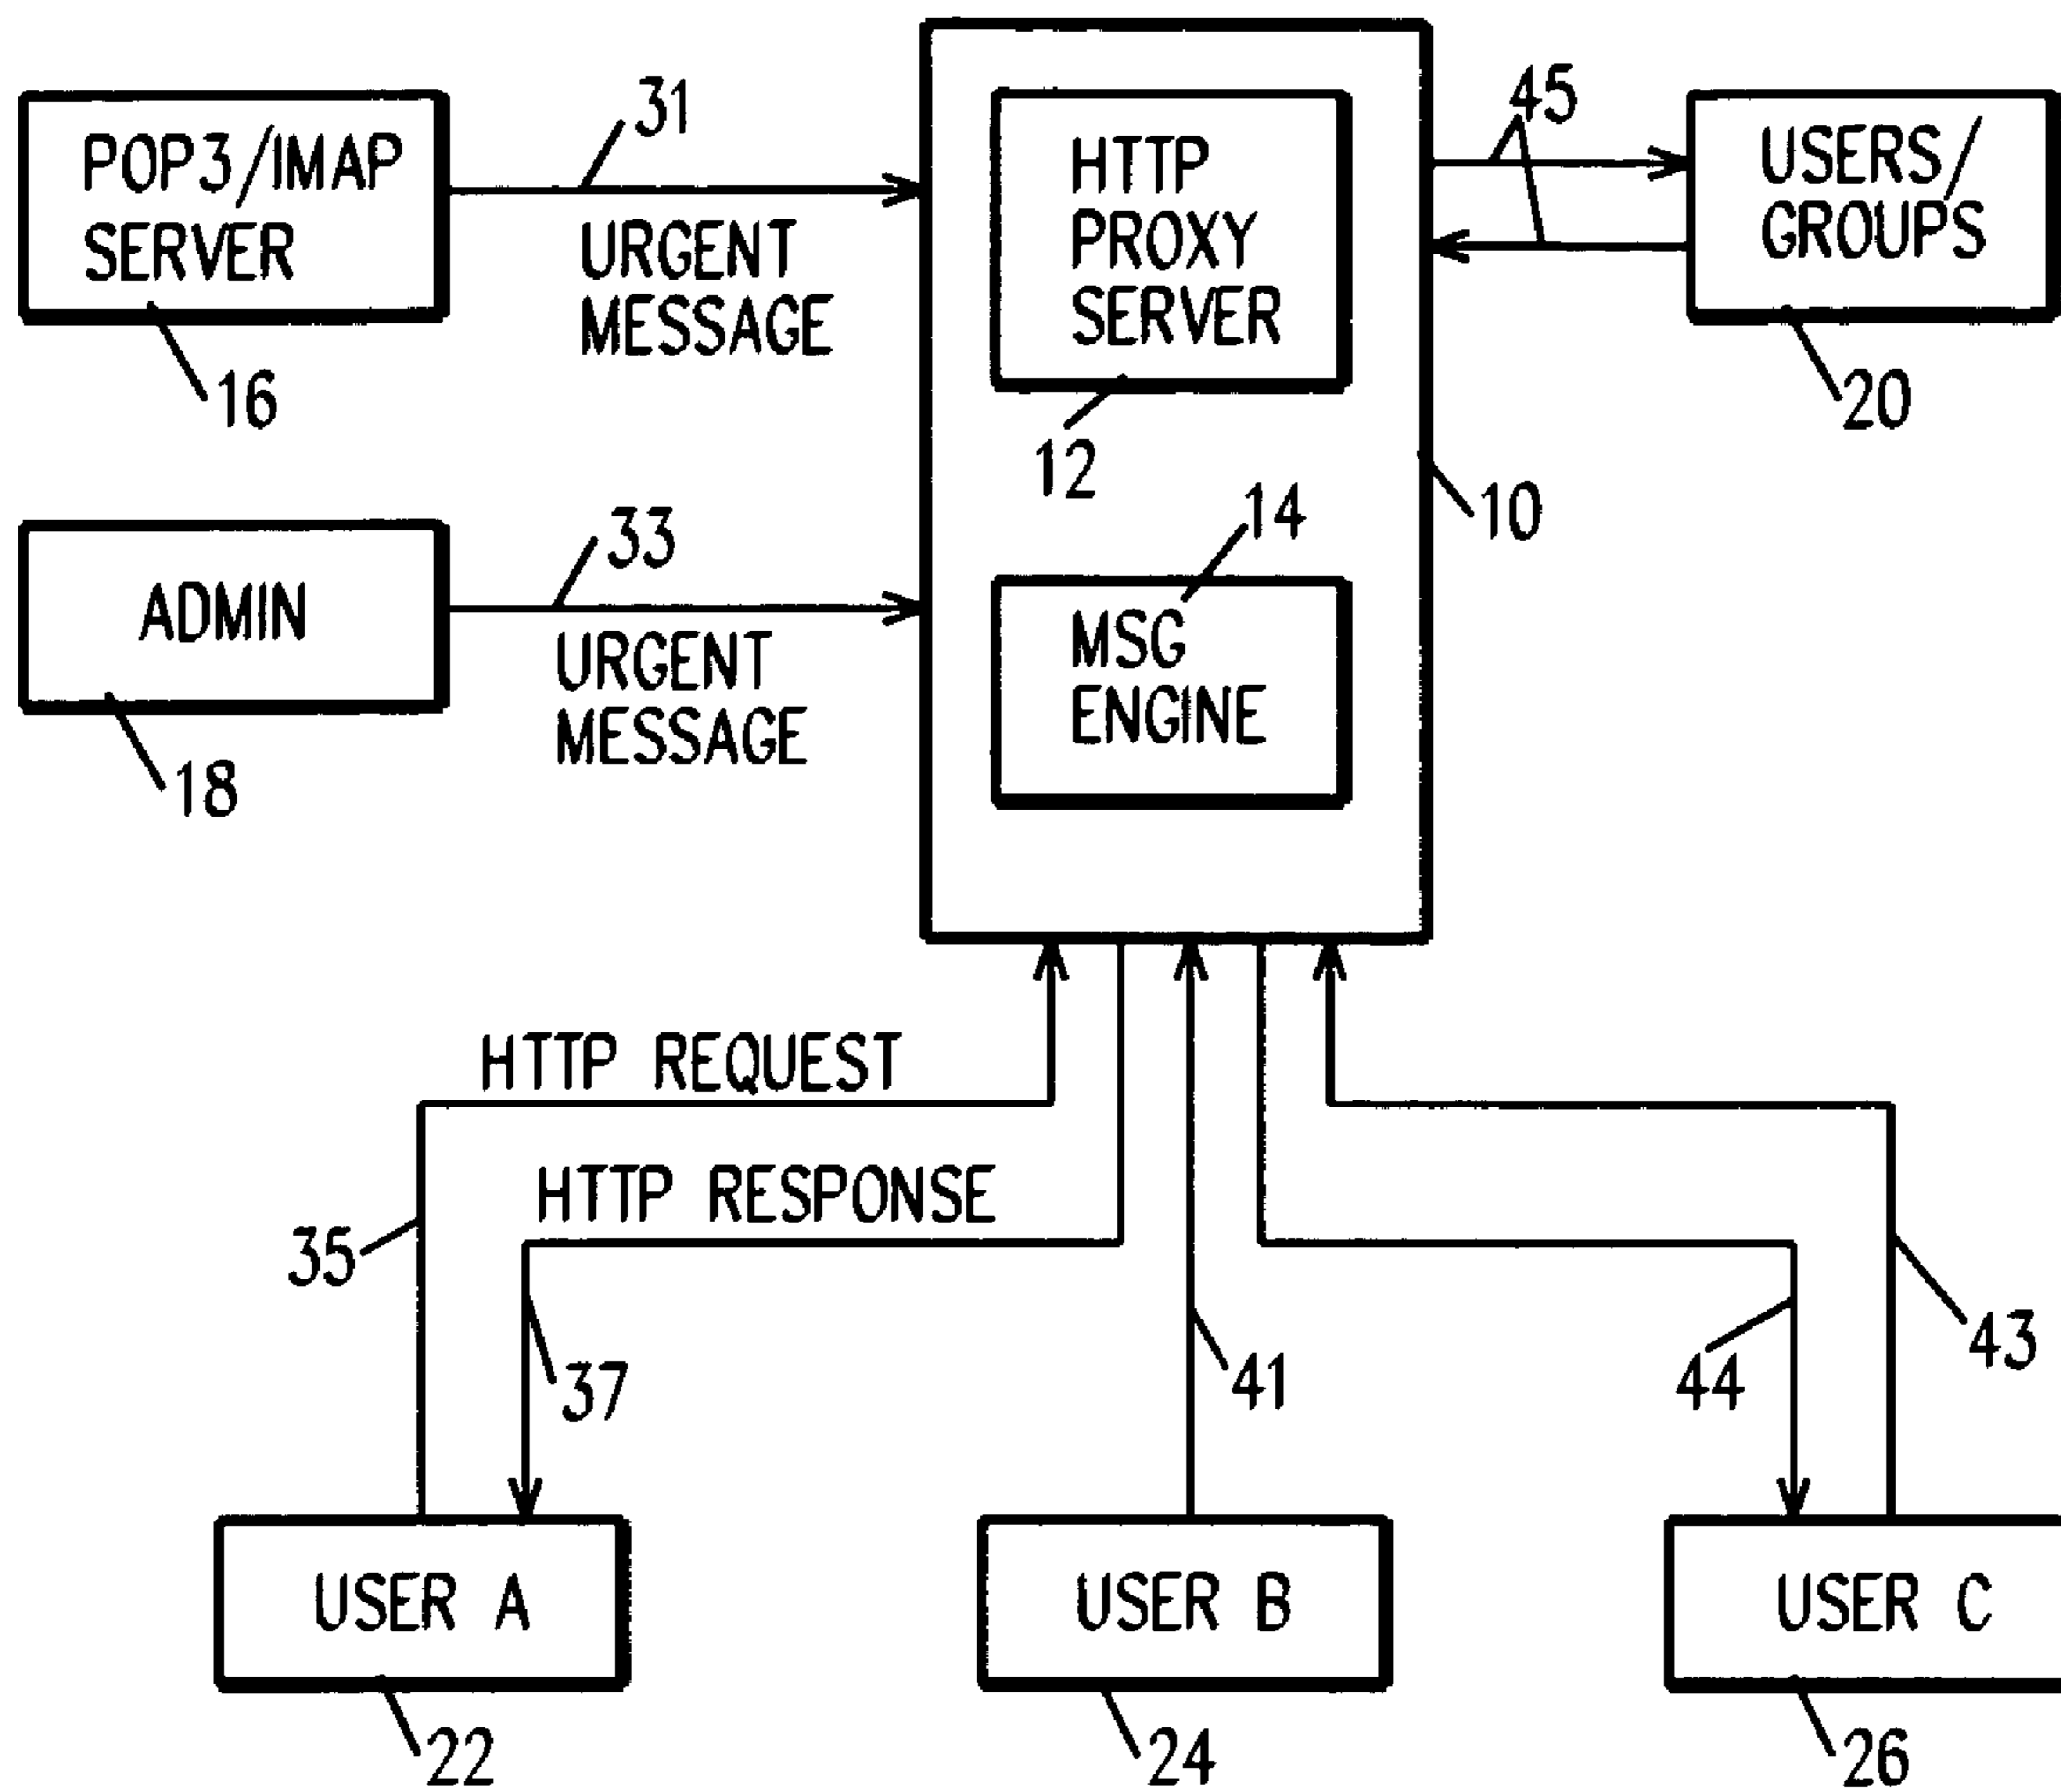 POP3/IMAP
SERVER
16
31
URGENT
MESSAGE
HTTP
PROXY
SERVER
12
45
USERS/
GROUPS
20
10
ADMIN
18
33
URGENT
MESSAGE
14
MSG
ENGINE
HTTP REQUEST
HTTP RESPONSE
35
37
41
44
43
USER A
22
USER B
24
USER C
26